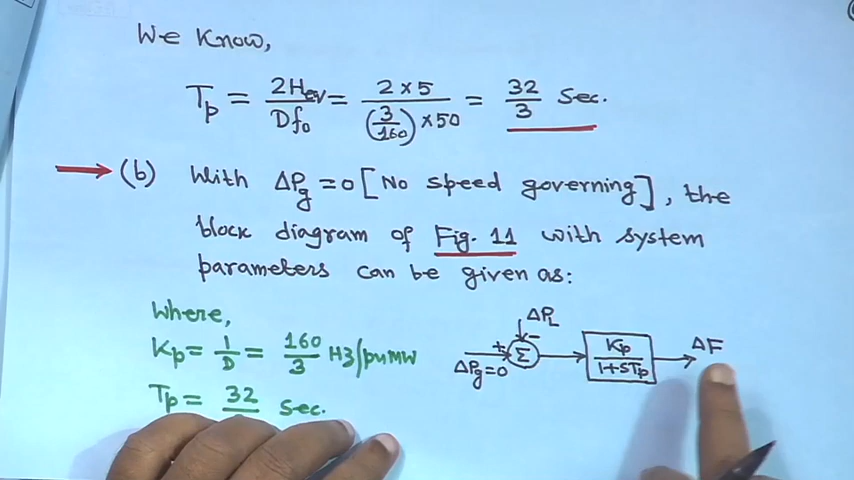 We know,
Tp = 2Hev/Df₀ = 2×5/((3/160)×50) = 32/3 Sec.
(b) With ΔPg = 0 [No speed governing], the
block diagram of Fig. 11 with system
parameters can be given as:
Where,
Kp = 1/D = 160/3 Hz/puMW
Tp = 32 sec.
ΔPL
+ − Σ
ΔPg=0
Kp/1+STp
ΔF